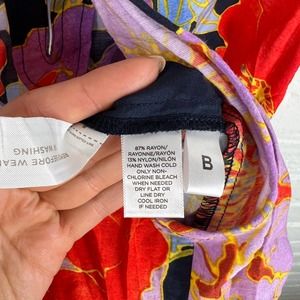 BEFORE WEAR
WASHING
87% RAYON/
RAYONNE/RAYÓN
13% NYLON/NILÓN
HAND WASH COLD
ONLY NON-
CHLORINE BLEACH
WHEN NEEDED
DRY FLAT OR
LINE DRY
COOL IRON
IF NEEDED
B